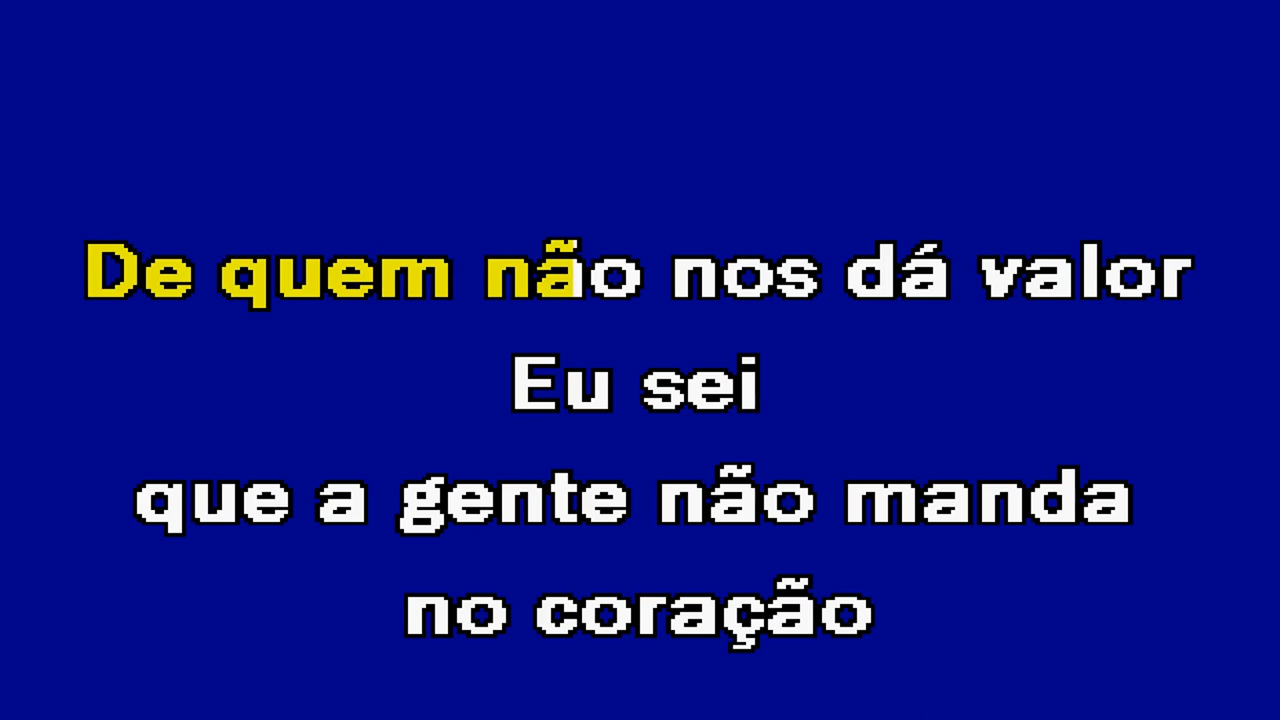 De quem não nos dá valor
Eu sei
que a gente não manda
no coração